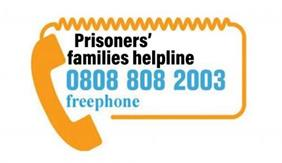 Prisoners'
families helpline
0808 808 2003
freephone